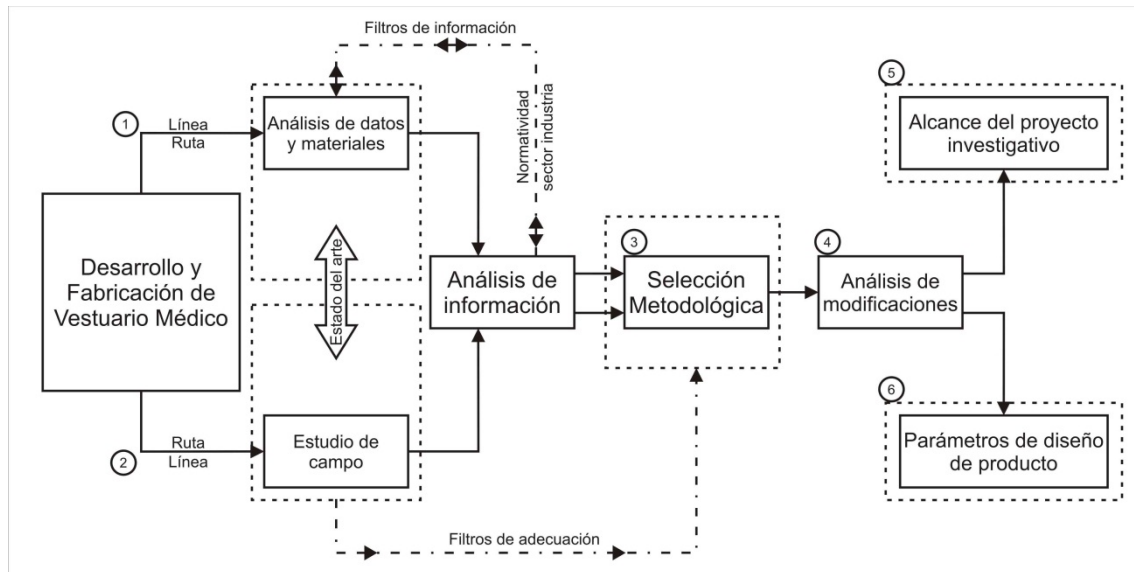 Filtros de información
1
Línea
Ruta
Análisis de datos
y materiales
Normatividad
sector industria
5
Alcance del proyecto
investigativo
Desarrollo y
Fabricación de
Vestuario Médico
Estado del arte
Análisis de
información
3
Selección
Metodológica
4
Análisis de
modificaciones
2
Ruta
Línea
Estudio de
campo
6
Parámetros de diseño
de producto
Filtros de adecuación